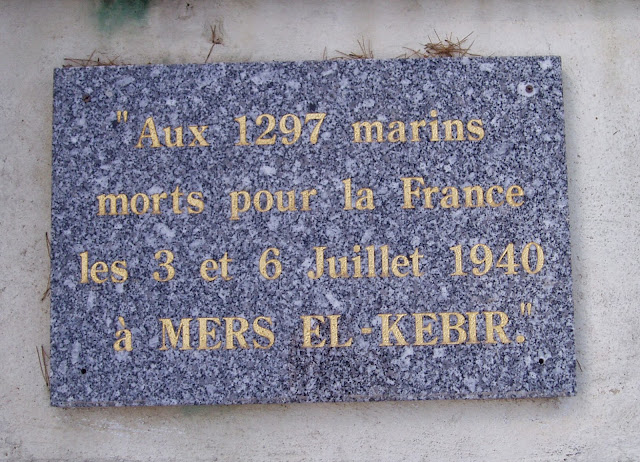 "Aux 1297 marins
morts pour la France
les 3 et 6 Juillet 1940
à MERS EL-KEBIR."